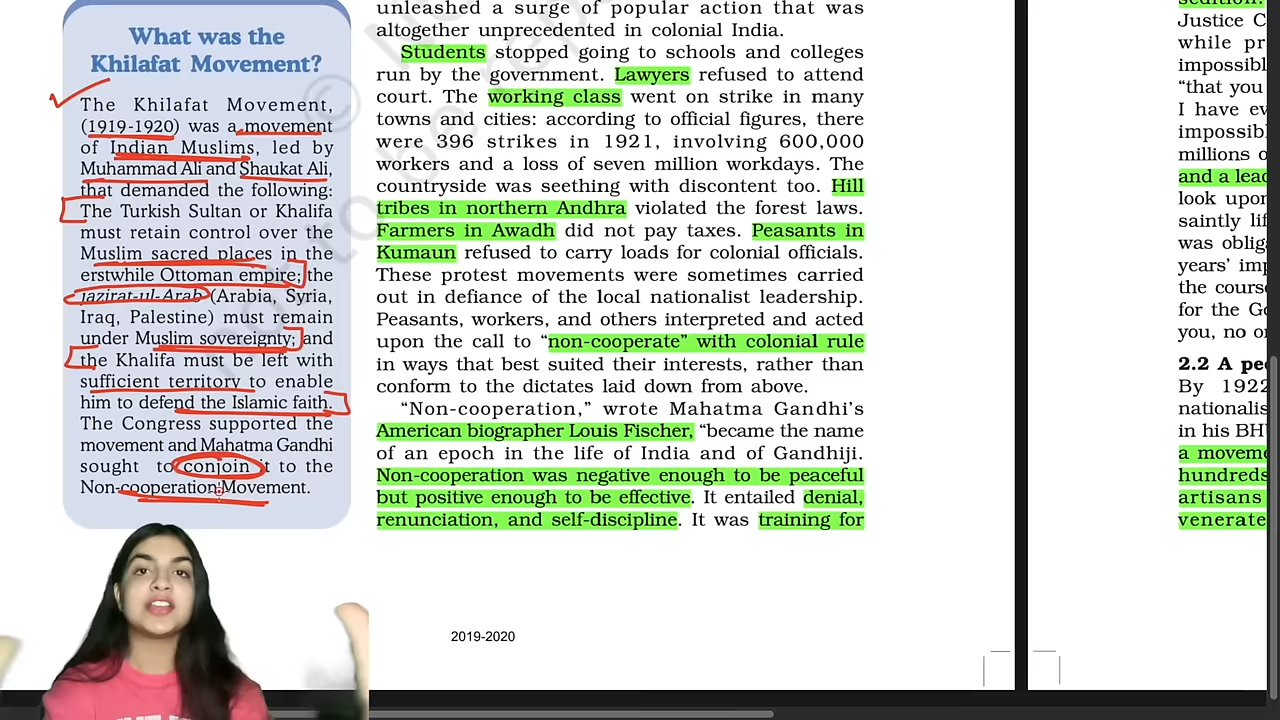 What was the
Khilafat Movement?
The Khilafat Movement,
(1919-1920) was a movement
of Indian Muslims, led by
Muhammad Ali and Shaukat Ali,
that demanded the following:
The Turkish Sultan or Khalifa
must retain control over the
Muslim sacred places in the
erstwhile Ottoman empire; the
jazirat-ul-Arab (Arabia, Syria,
Iraq, Palestine) must remain
under Muslim sovereignty; and
the Khalifa must be left with
sufficient territory to enable
him to defend the Islamic faith.
The Congress supported the
movement and Mahatma Gandhi
sought to conjoin it to the
Non-cooperation Movement.
unleashed a surge of popular action that was
altogether unprecedented in colonial India.
Students stopped going to schools and colleges
run by the government. Lawyers refused to attend
court. The working class went on strike in many
towns and cities: according to official figures, there
were 396 strikes in 1921, involving 600,000
workers and a loss of seven million workdays. The
countryside was seething with discontent too. Hill
tribes in northern Andhra violated the forest laws.
Farmers in Awadh did not pay taxes. Peasants in
Kumaun refused to carry loads for colonial officials.
These protest movements were sometimes carried
out in defiance of the local nationalist leadership.
Peasants, workers, and others interpreted and acted
upon the call to “non-cooperate” with colonial rule
in ways that best suited their interests, rather than
conform to the dictates laid down from above.
“Non-cooperation,” wrote Mahatma Gandhi’s
American biographer Louis Fischer, “became the name
of an epoch in the life of India and of Gandhiji.
Non-cooperation was negative enough to be peaceful
but positive enough to be effective. It entailed denial,
renunciation, and self-discipline. It was training for
2019-2020
sedition.
Justice C
while pr
impossibl
“that you
I have ev
impossib
millions o
and a lead
look upon
saintly lif
was oblig
years’ imp
the cours
for the Go
you, no o
2.2 A pe
By 1922
nationalis
in his BH
a moveme
hundreds
artisans
venerate